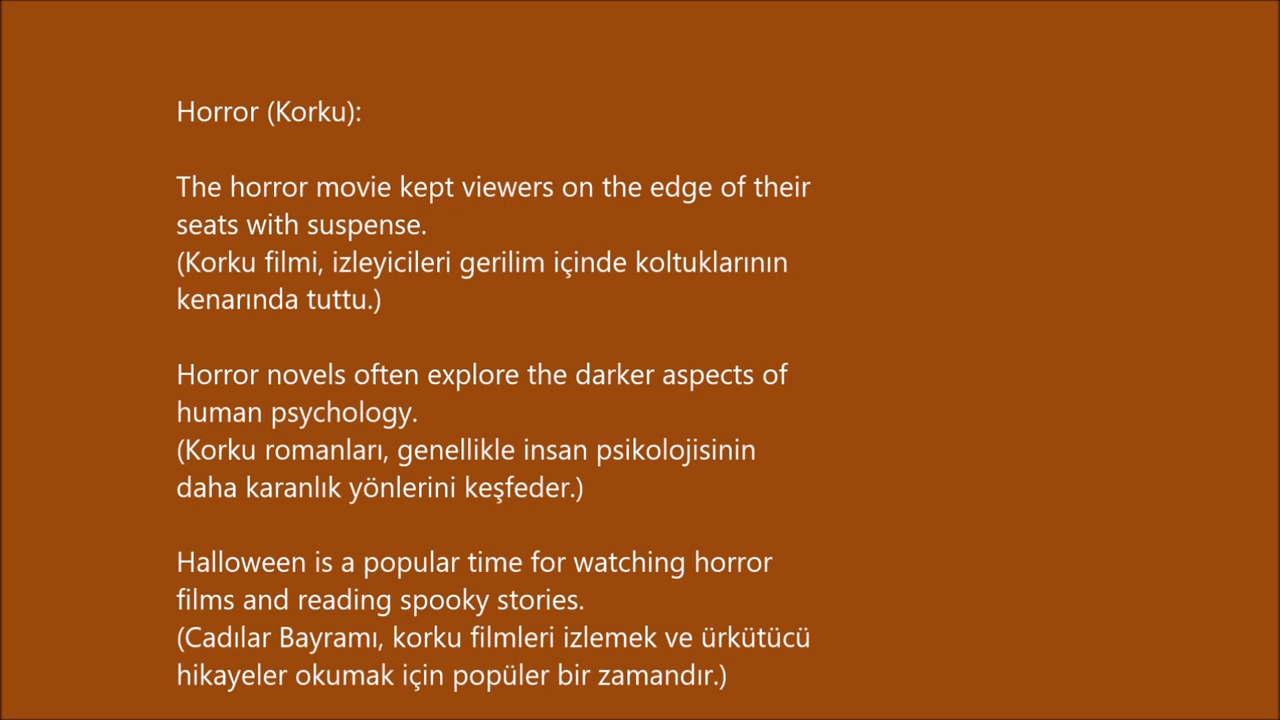 Horror (Korku):
The horror movie kept viewers on the edge of their
seats with suspense.
(Korku filmi, izleyicileri gerilim içinde koltuklarının
kenarında tuttu.)
Horror novels often explore the darker aspects of
human psychology.
(Korku romanları, genellikle insan psikolojisinin
daha karanlık yönlerini keşfeder.)
Halloween is a popular time for watching horror
films and reading spooky stories.
(Cadılar Bayramı, korku filmleri izlemek ve ürkütücü
hikayeler okumak için popüler bir zamandır.)